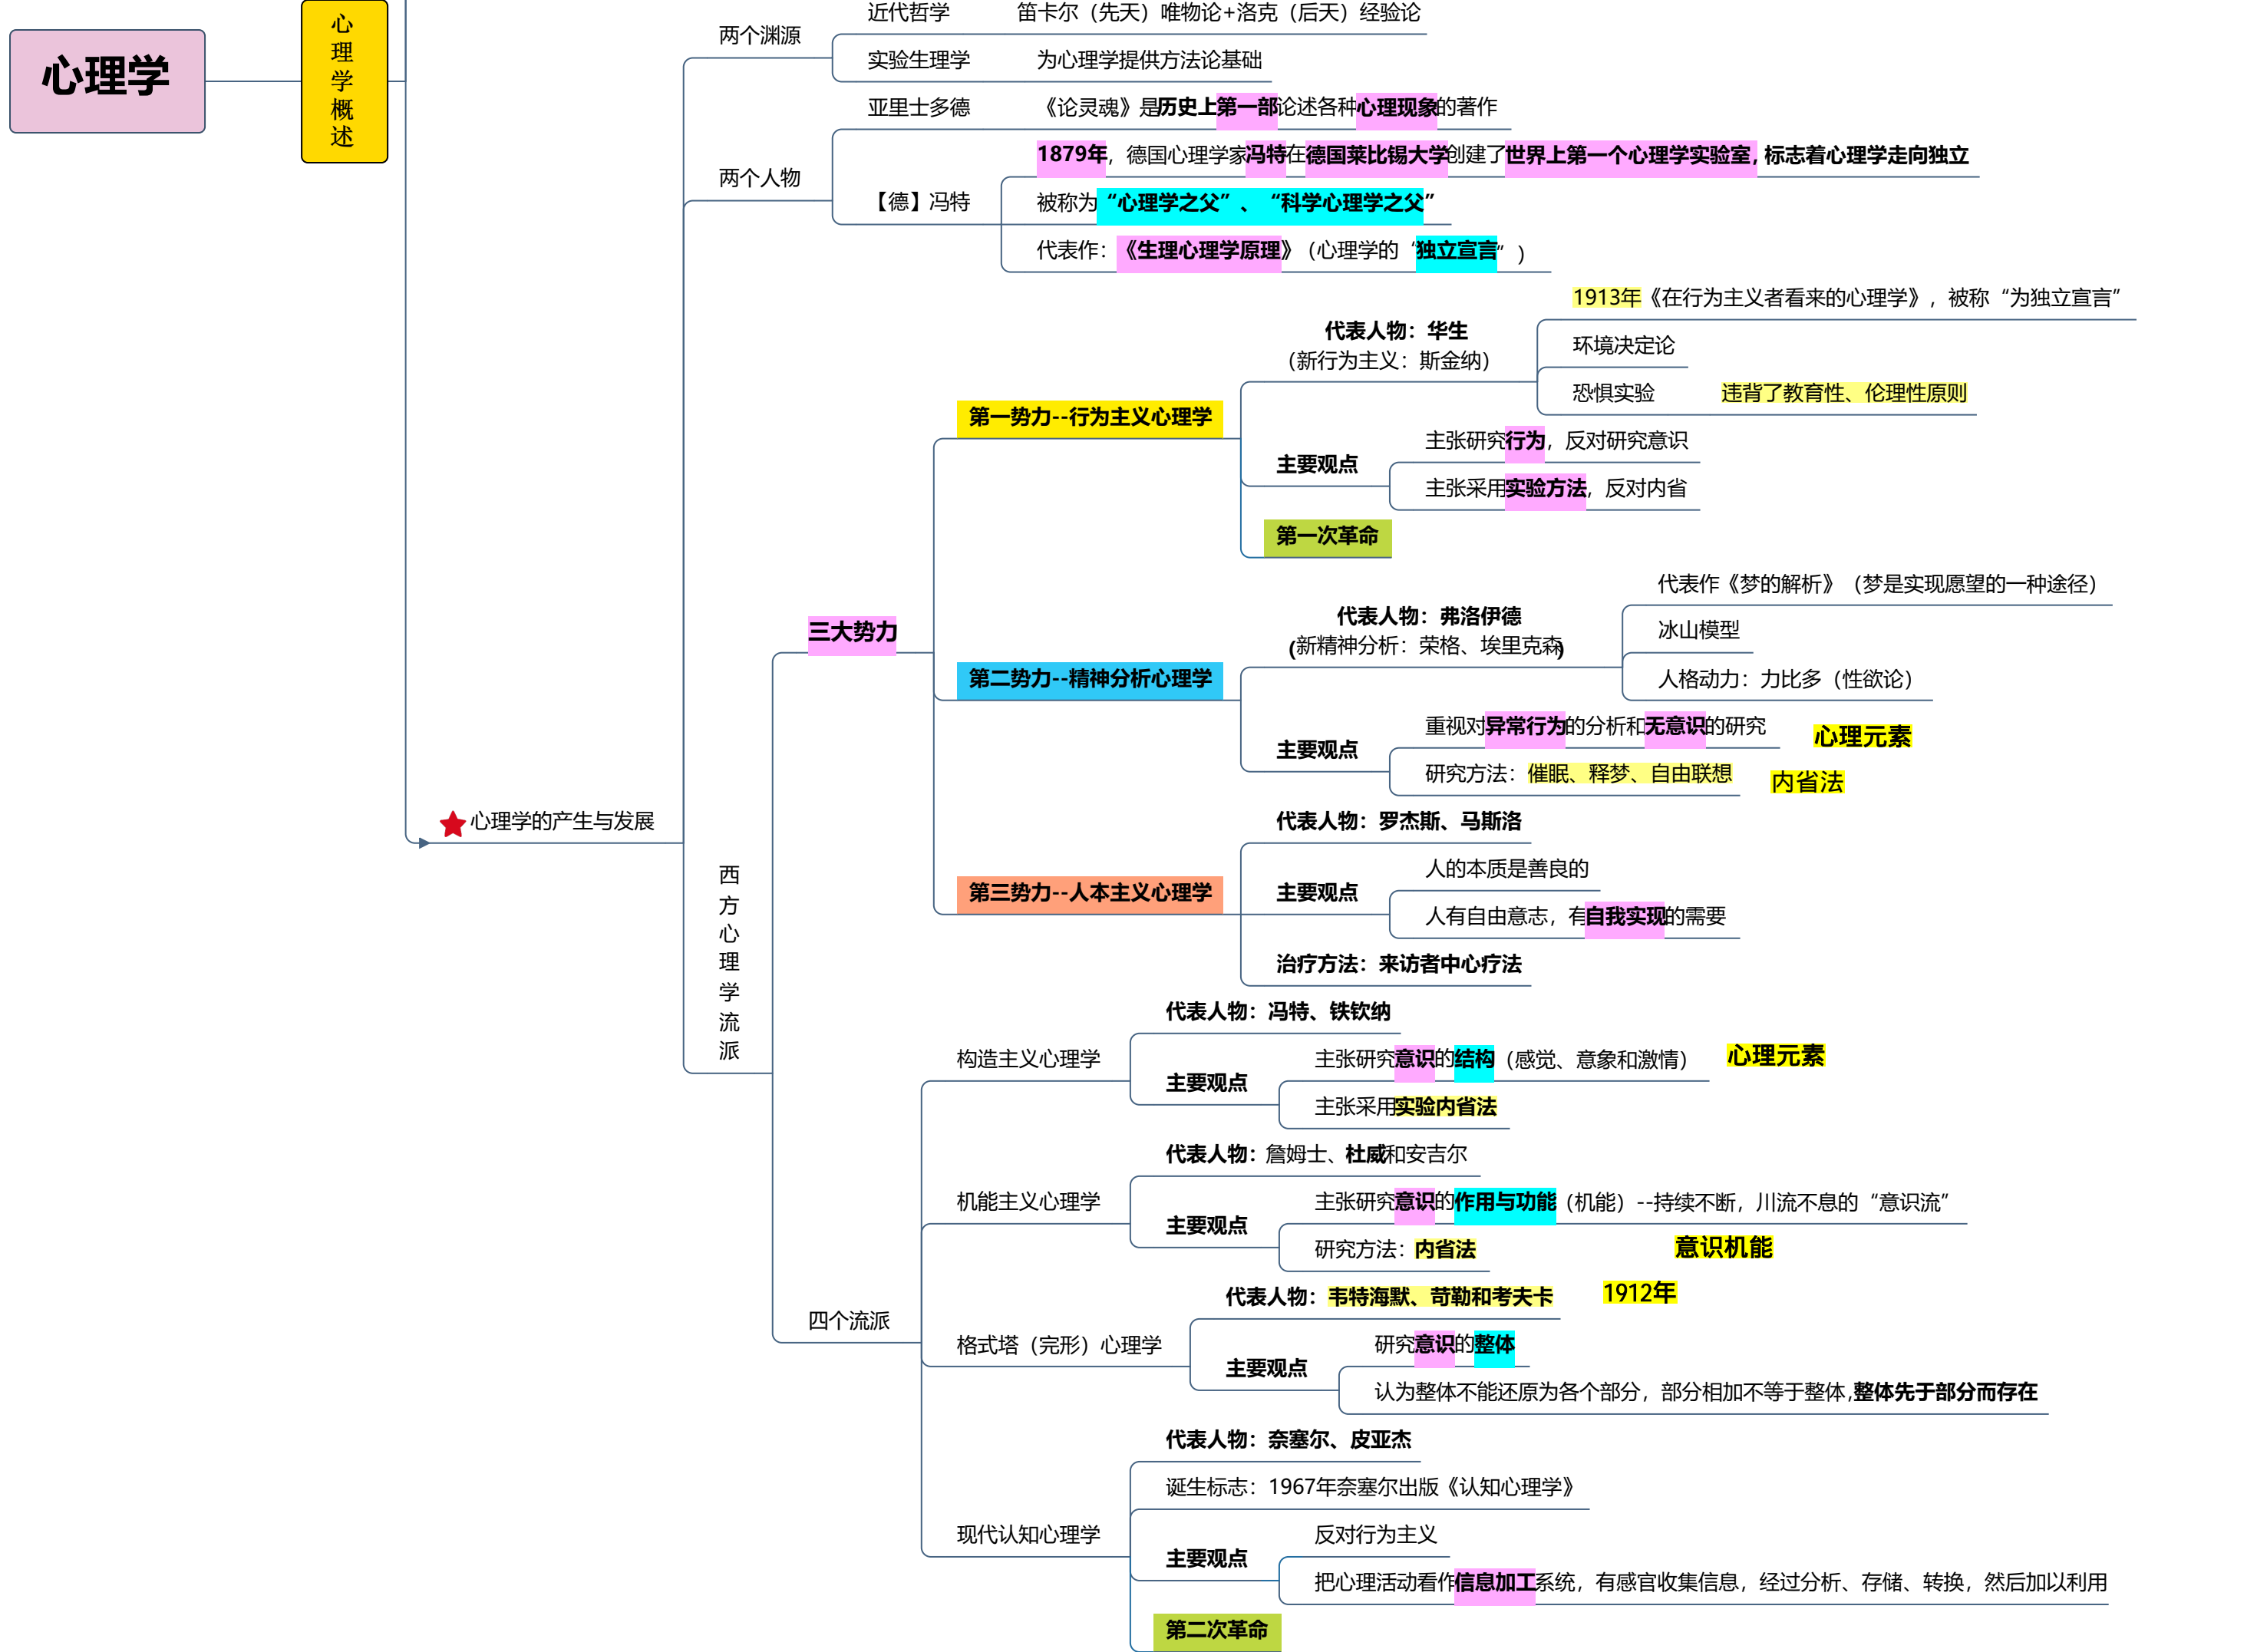 心理学
心理学概述
心理学的产生与发展
两个渊源
近代哲学
笛卡尔（先天）唯物论+洛克（后天）经验论
实验生理学
为心理学提供方法论基础
两个人物
亚里士多德
《论灵魂》是历史上第一部论述各种心理现象的著作
【德】冯特
1879年，德国心理学家冯特在德国莱比锡大学创建了世界上第一个心理学实验室，标志着心理学走向独立
被称为“心理学之父”、“科学心理学之父”
代表作：《生理心理学原理》（心理学的“独立宣言”）
西方心理学流派
三大势力
第一势力--行为主义心理学
代表人物：华生
（新行为主义：斯金纳）
1913年《在行为主义者看来的心理学》，被称“为独立宣言”
环境决定论
恐惧实验
违背了教育性、伦理性原则
主要观点
主张研究行为，反对研究意识
主张采用实验方法，反对内省
第一次革命
第二势力--精神分析心理学
代表人物：弗洛伊德
（新精神分析：荣格、埃里克森）
代表作《梦的解析》（梦是实现愿望的一种途径）
冰山模型
人格动力：力比多（性欲论）
主要观点
重视对异常行为的分析和无意识的研究
心理元素
研究方法：催眠、释梦、自由联想
内省法
第三势力--人本主义心理学
代表人物：罗杰斯、马斯洛
主要观点
人的本质是善良的
人有自由意志，有自我实现的需要
治疗方法：来访者中心疗法
四个流派
构造主义心理学
代表人物：冯特、铁钦纳
主要观点
主张研究意识的结构（感觉、意象和激情）
心理元素
主张采用实验内省法
机能主义心理学
代表人物：詹姆士、杜威和安吉尔
主要观点
主张研究意识的作用与功能（机能）--持续不断，川流不息的“意识流”
研究方法：内省法
意识机能
格式塔（完形）心理学
代表人物：韦特海默、苛勒和考夫卡
1912年
主要观点
研究意识的整体
认为整体不能还原为各个部分，部分相加不等于整体,整体先于部分而存在
现代认知心理学
代表人物：奈塞尔、皮亚杰
诞生标志：1967年奈塞尔出版《认知心理学》
主要观点
反对行为主义
把心理活动看作信息加工系统，有感官收集信息，经过分析、存储、转换，然后加以利用
第二次革命